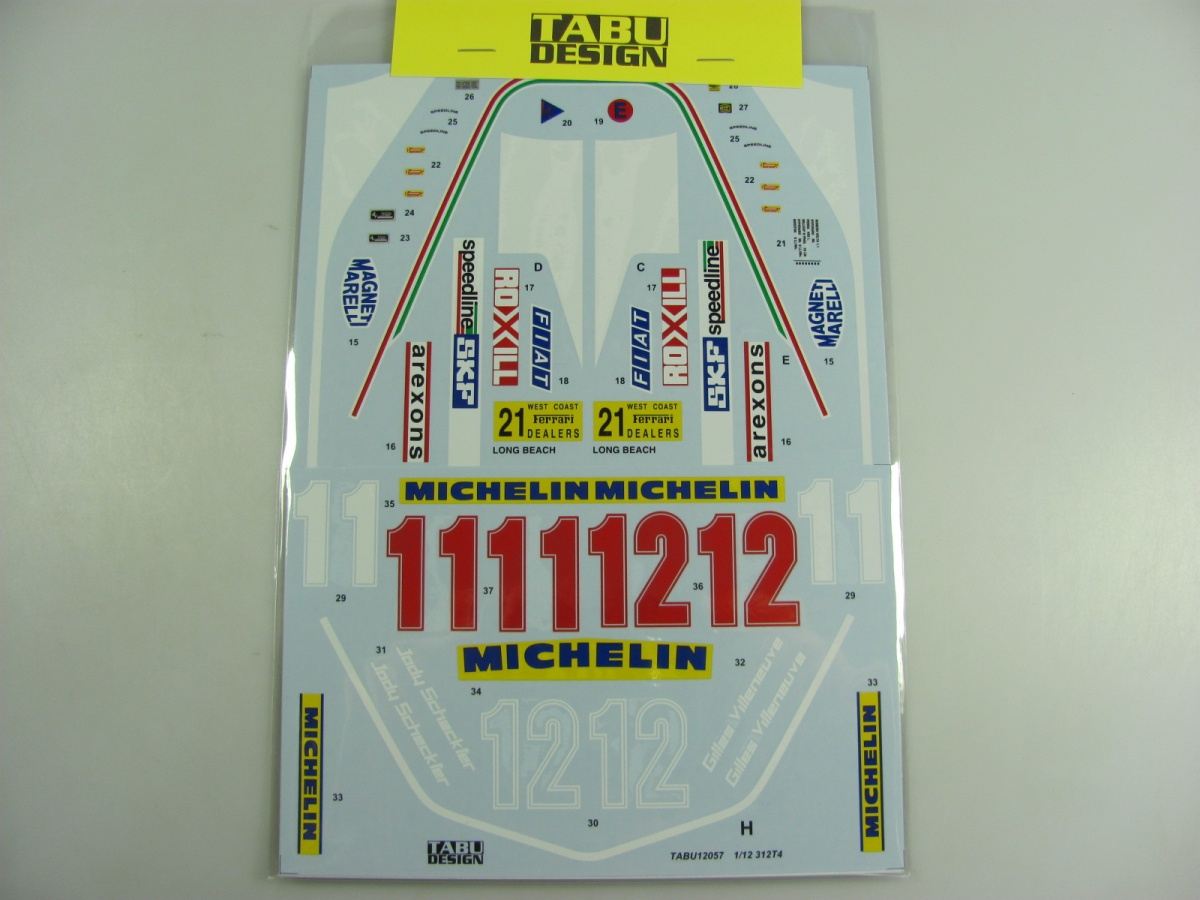 TABU
DESIGN
26
SPEEDLINE
25
SPEEDLINE
22
24
23
20
19
E
27
SPEEDLINE
25
SPEEDLINE
22
21
MAGNETI
MARELLI
15
MAGNETI
MARELLI
15
speedline
SKF
D
17
ROXXILL
FIAT
18
C
17
ROXXILL
FIAT
18
speedline
SKF
E
arexons
16
arexons
16
21
WEST COAST
Ferrari
DEALERS
LONG BEACH
21
WEST COAST
Ferrari
DEALERS
LONG BEACH
35
MICHELIN MICHELIN
11
11
11
11
12
12
29
37
36
29
MICHELIN
31
32
34
33
Jody Scheckter
Jody Scheckter
Gilles Villeneuve
Gilles Villeneuve
12
12
30
MICHELIN
33
MICHELIN
H
TABU
DESIGN
TABU12057 1/12 312T4